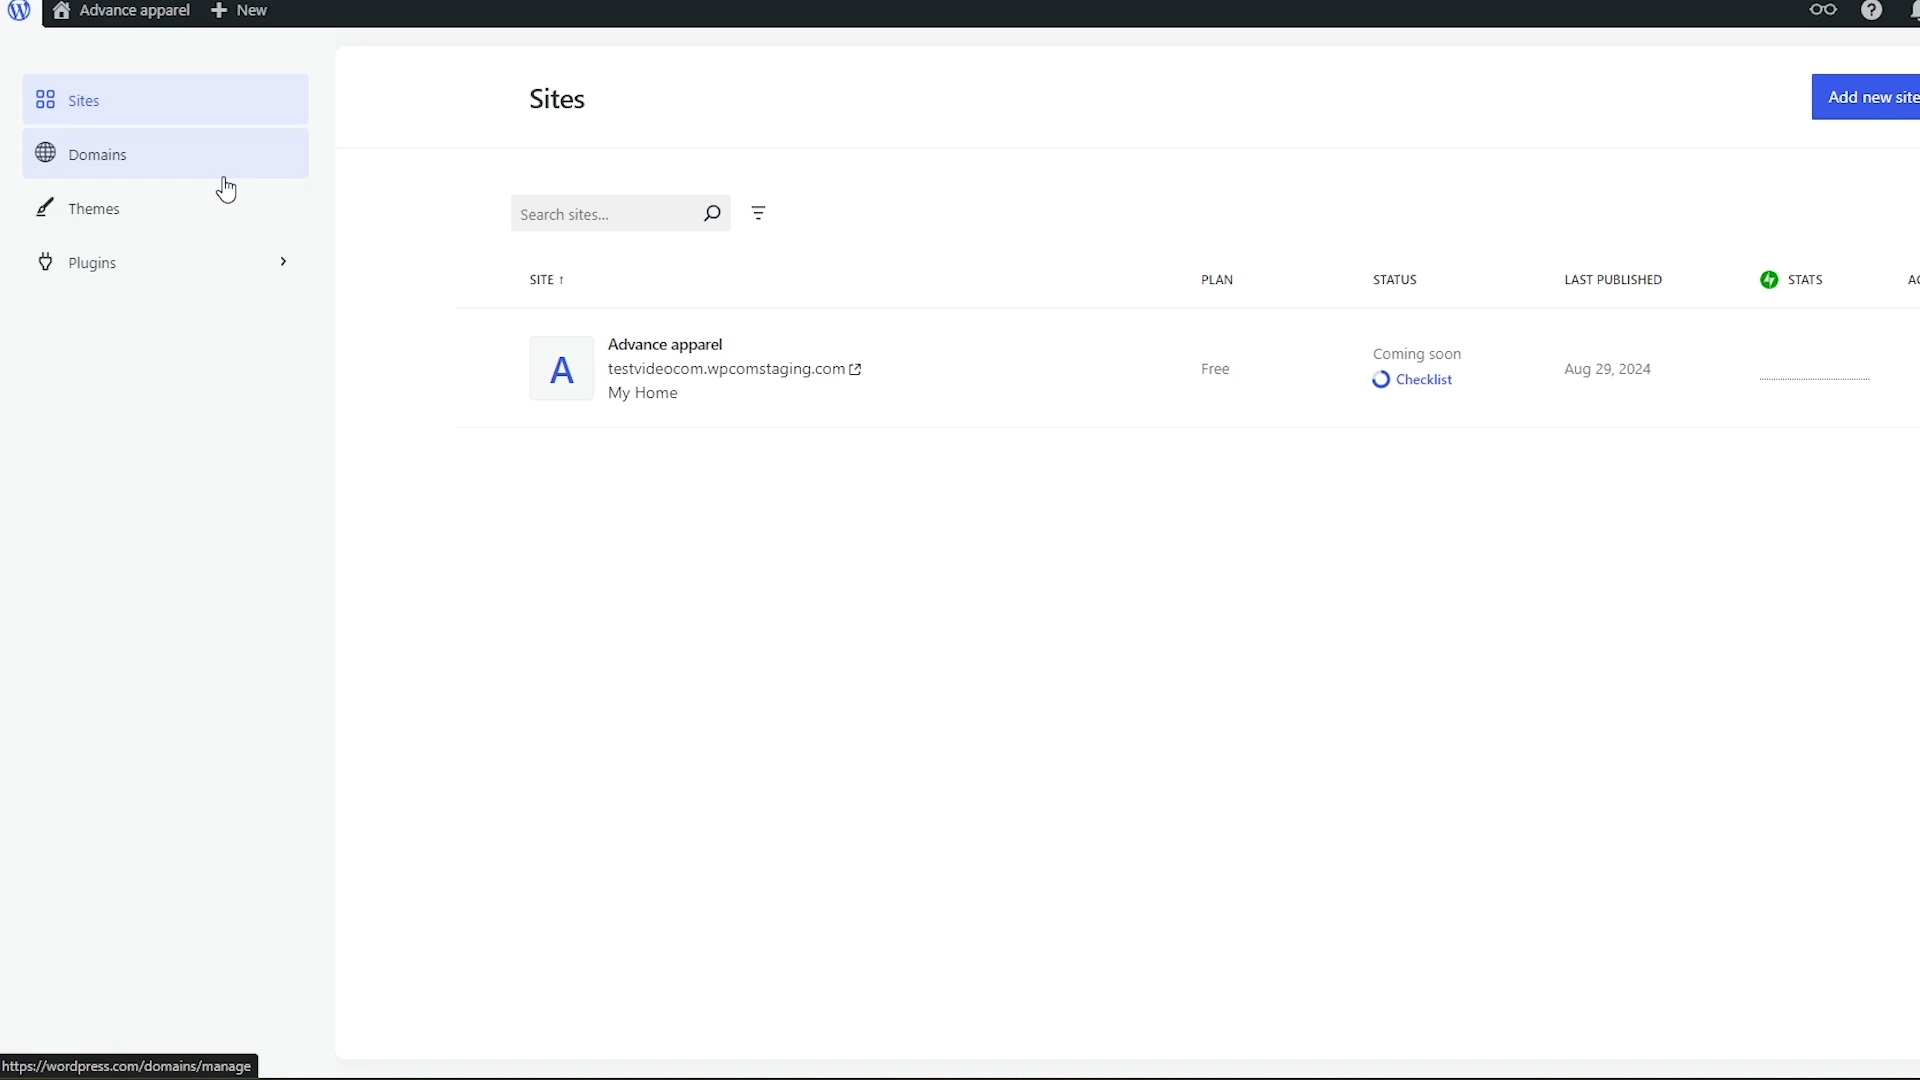 Advance apparel
New
Sites
Domains
Themes
Plugins
Sites
Add new site
Search sites...
SITE ↑
PLAN
STATUS
LAST PUBLISHED
STATS
A
Advance apparel
testvideocom.wpcomstaging.com
My Home
Free
Coming soon
Checklist
Aug 29, 2024
https://wordpress.com/domains/manage